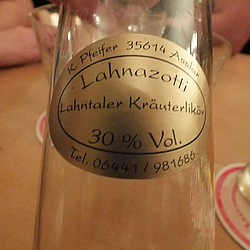 K. Pfeifer 35614 Asslar
Lahnazotti
Lahntaler Kräuterlikör
30 % Vol.
Tel. 06441 / 981686